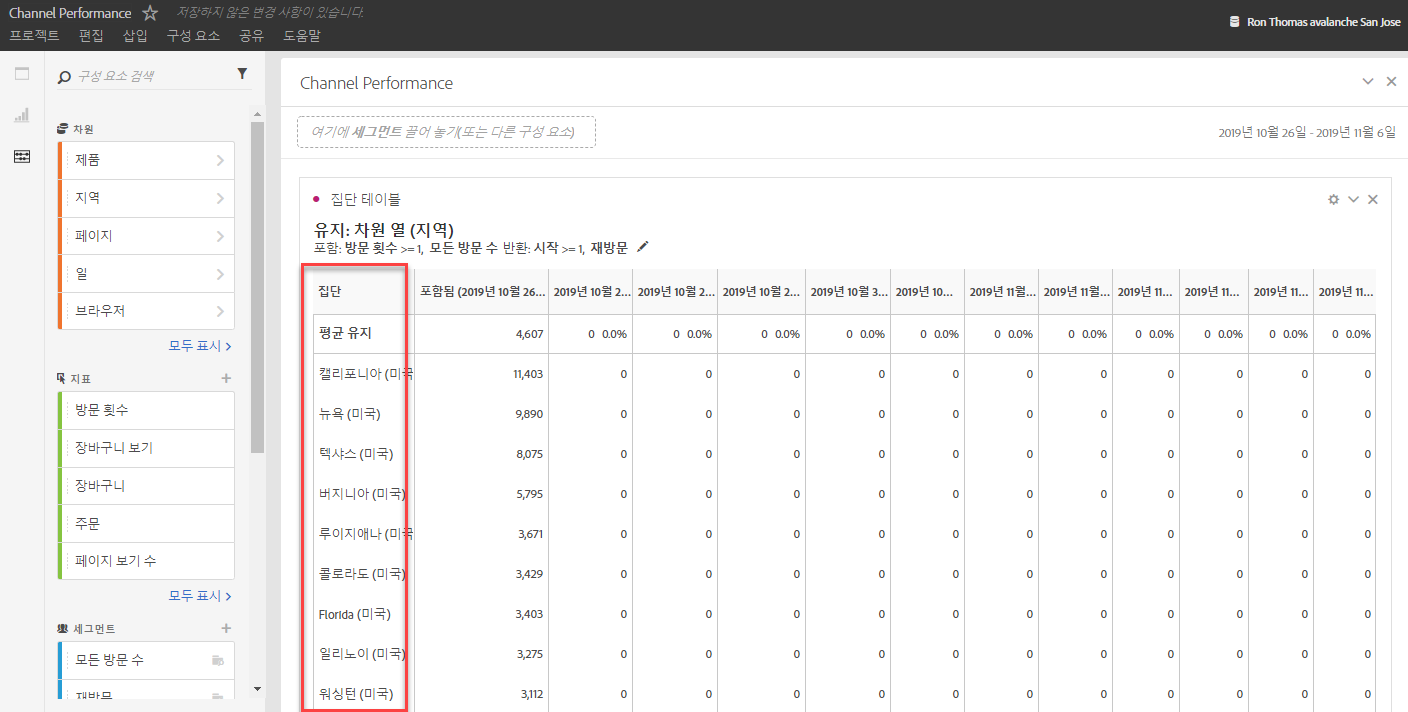 Channel Performance 저장하지 않은 변경 사항이 있습니다.
Ron Thomas avalanche San Jose
프로젝트 편집 삽입 구성 요소 공유 도움말
구성 요소 검색
차원
제품
지역
페이지
일
브라우저
모두 표시
지표
방문 횟수
장바구니 보기
장바구니
주문
페이지 보기 수
모두 표시
세그먼트
모든 방문 수
재방문
Channel Performance
여기에 세그먼트 끌어 놓기(또는 다른 구성 요소)
2019년 10월 26일 - 2019년 11월 6일
집단 테이블
유지: 차원 열 (지역)
포함: 방문 횟수 >= 1, 모든 방문 수 반환: 시작 >= 1, 재방문
집단 포함됨 (2019년 10월 26... 2019년 10월 2... 2019년 10월 2... 2019년 10월 2... 2019년 10월 3... 2019년 10... 2019년 11월... 2019년 11월... 2019년 11... 2019년 11... 2019년 11... 2019년 11...
평균 유지 4,607 0 0.0% 0 0.0% 0 0.0% 0 0.0% 0 0.0% 0 0.0% 0 0.0% 0 0.0% 0 0.0% 0 0.0% 0 0.0%
캘리포니아 (미국 11,403 0 0 0 0 0 0 0 0 0 0 0
뉴욕 (미국) 9,890 0 0 0 0 0 0 0 0 0 0 0
텍사스 (미국) 8,075 0 0 0 0 0 0 0 0 0 0 0
버지니아 (미국) 5,795 0 0 0 0 0 0 0 0 0 0 0
루이지애나 (미국 3,671 0 0 0 0 0 0 0 0 0 0 0
콜로라도 (미국) 3,429 0 0 0 0 0 0 0 0 0 0 0
Florida (미국) 3,403 0 0 0 0 0 0 0 0 0 0 0
일리노이 (미국) 3,275 0 0 0 0 0 0 0 0 0 0 0
워싱턴 (미국) 3,112 0 0 0 0 0 0 0 0 0 0 0